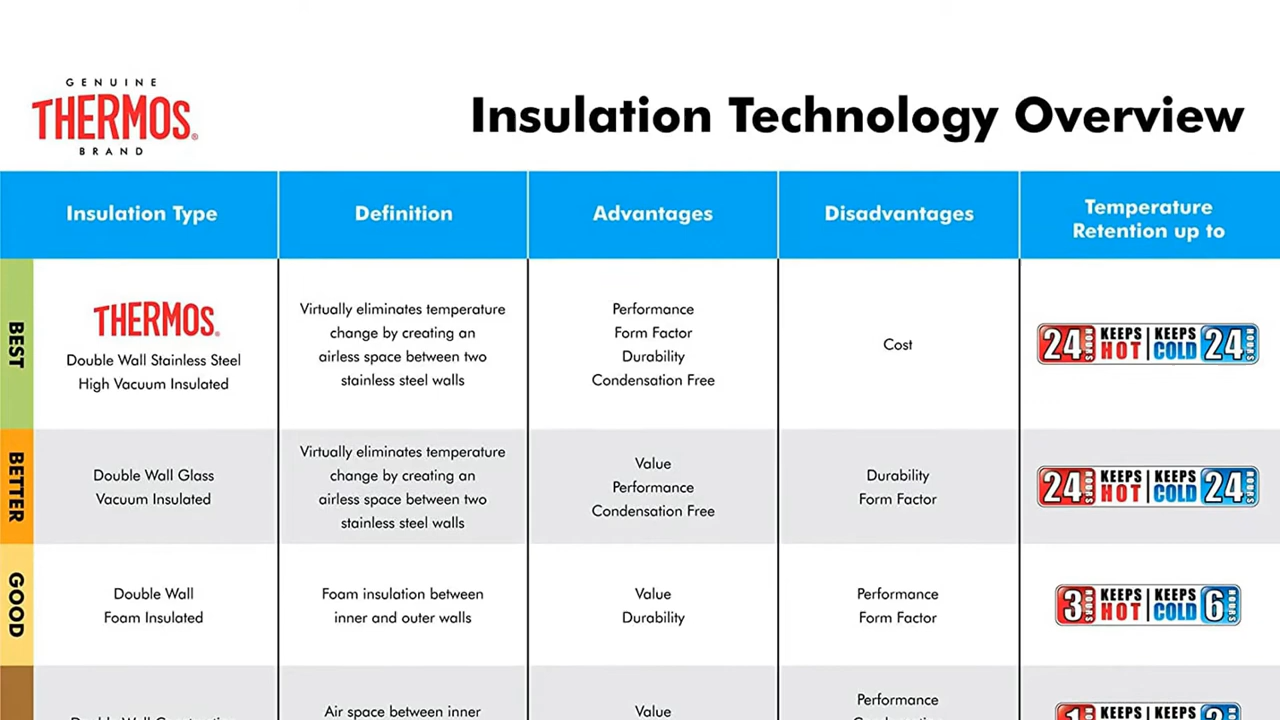 GENUINE
THERMOS®
BRAND
Insulation Technology Overview
Insulation Type
Definition
Advantages
Disadvantages
Temperature
Retention up to
BEST
THERMOS®
Double Wall Stainless Steel
High Vacuum Insulated
Virtually eliminates temperature
change by creating an
airless space between two
stainless steel walls
Performance
Form Factor
Durability
Condensation Free
Cost
24 HOURS KEEPS HOT | KEEPS COLD 24 HOURS
BETTER
Double Wall Glass
Vacuum Insulated
Virtually eliminates temperature
change by creating an
airless space between two
stainless steel walls
Value
Performance
Condensation Free
Durability
Form Factor
24 HOURS KEEPS HOT | KEEPS COLD 24 HOURS
GOOD
Double Wall
Foam Insulated
Foam insulation between
inner and outer walls
Value
Durability
Performance
Form Factor
3 HOURS KEEPS HOT | KEEPS COLD 6 HOURS
Double Wall
Air space between inner
Value
Performance
KEEPS | KEEPS